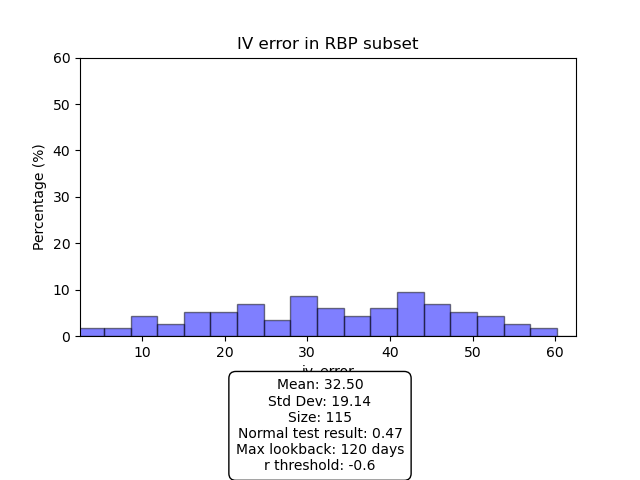 IV error in RBP subset
60
50
40
30
20
10
0
Percentage (%)
10 20 30 40 50 60
iv_error
Mean: 32.50
Std Dev: 19.14
Size: 115
Normal test result: 0.47
Max lookback: 120 days
r threshold: -0.6